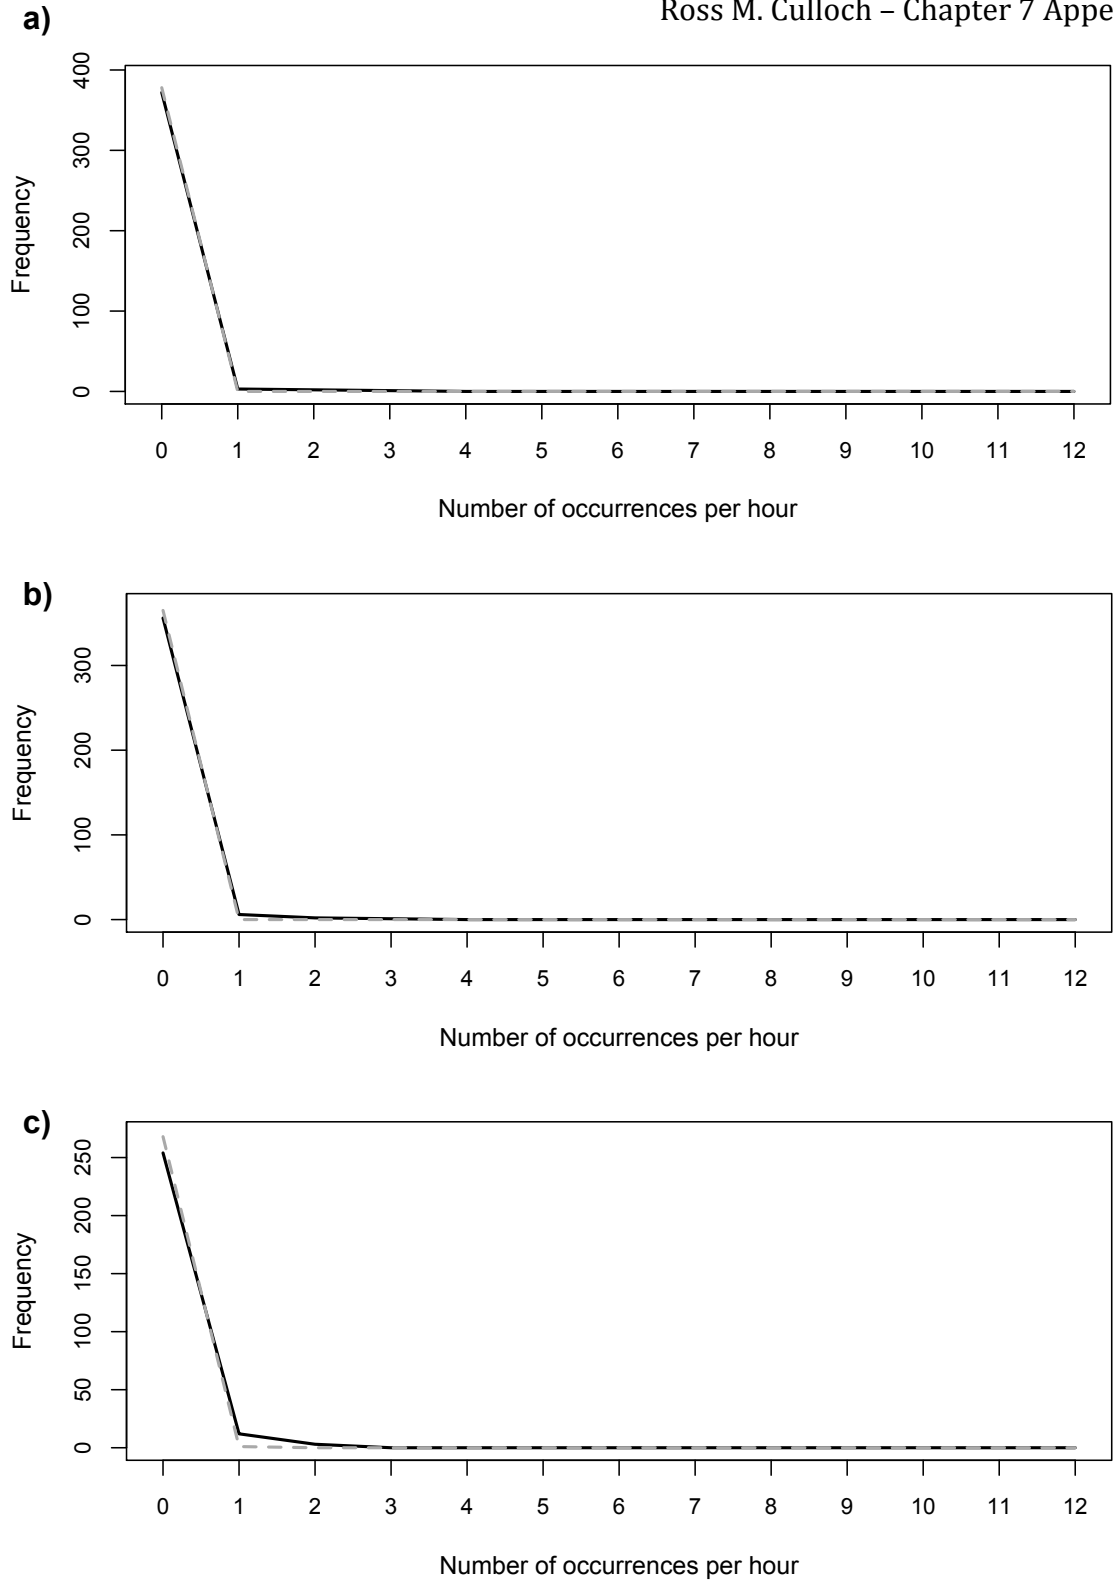 Ross M. Culloch – Chapter 7 Appe
a)
400
300
200
100
0
Frequency
0 1 2 3 4 5 6 7 8 9 10 11 12
Number of occurrences per hour
b)
300
200
100
0
Frequency
0 1 2 3 4 5 6 7 8 9 10 11 12
Number of occurrences per hour
c)
250
200
150
100
50
0
Frequency
0 1 2 3 4 5 6 7 8 9 10 11 12
Number of occurrences per hour